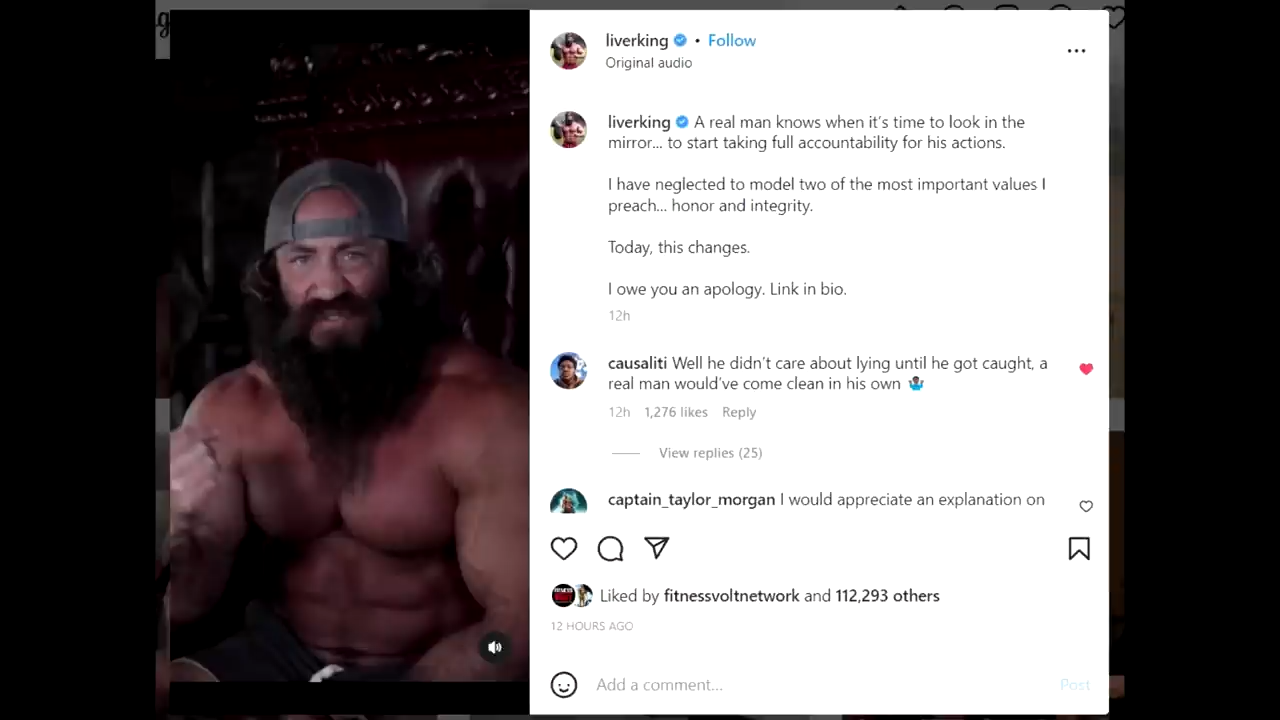 liverking • Follow
Original audio
liverking A real man knows when it's time to look in the
mirror... to start taking full accountability for his actions.
I have neglected to model two of the most important values I
preach... honor and integrity.
Today, this changes.
I owe you an apology. Link in bio.
12h
causaliti Well he didn't care about lying until he got caught, a
real man would've come clean in his own 🤷🏿‍♂️
12h 1,276 likes Reply
View replies (25)
captain_taylor_morgan I would appreciate an explanation on
Liked by fitnessvoltnetwork and 112,293 others
12 HOURS AGO
Add a comment... Post